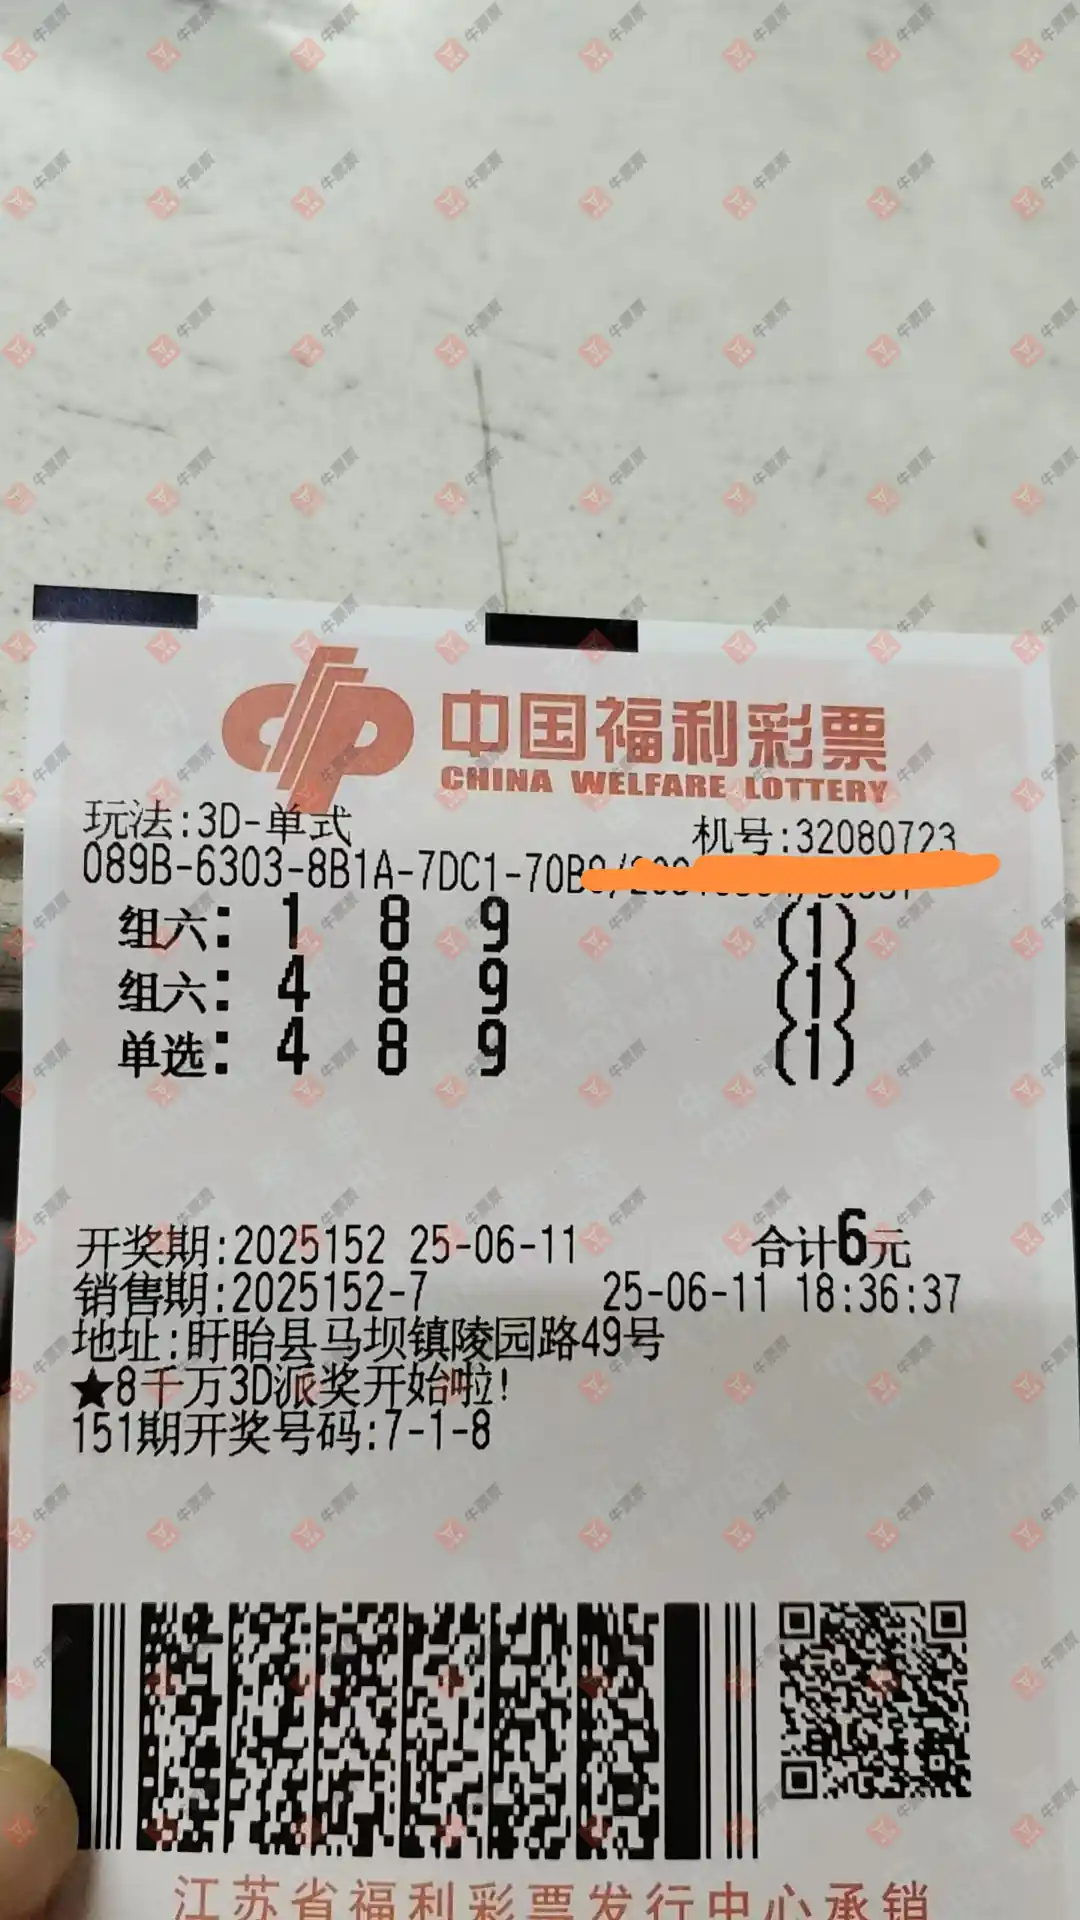 中国福利彩票
CHINA WELFARE LOTTERY
玩法:3D-单式
机号:32080723
089B-6303-8B1A-7DC1-70B
组六: 1 8 9 (1)
组六: 4 8 9 (1)
单选: 4 8 9 (1)
开奖期:2025152 25-06-11 合计6元
销售期:2025152-7 25-06-11 18:36:37
地址:盱眙县马坝镇陵园路49号
★8千万3D派奖开始啦!
151期开奖号码:7-1-8
江苏省福利彩票发行中心承销
牛票票